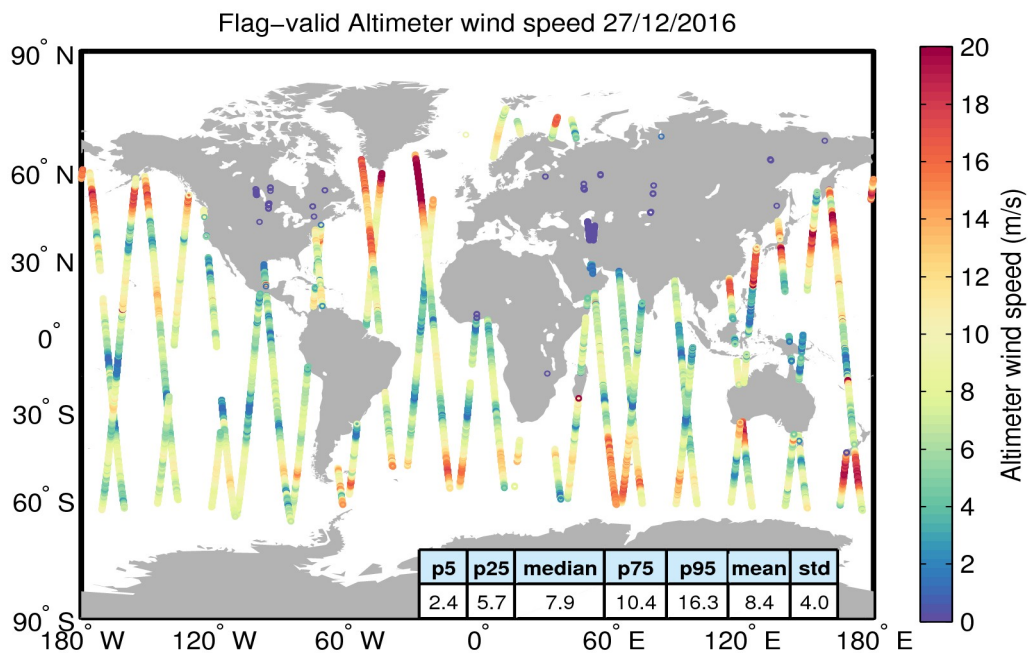 Flag−valid Altimeter wind speed 27/12/2016
90° N
60° N
30° N
0°
30° S
60° S
90° S
180° W
120° W
60° W
0°
60° E
120° E
180° E
p5 p25 median p75 p95 mean std
2.4 5.7 7.9 10.4 16.3 8.4 4.0
20
18
16
14
12
10
8
6
4
2
0
Altimeter wind speed (m/s)